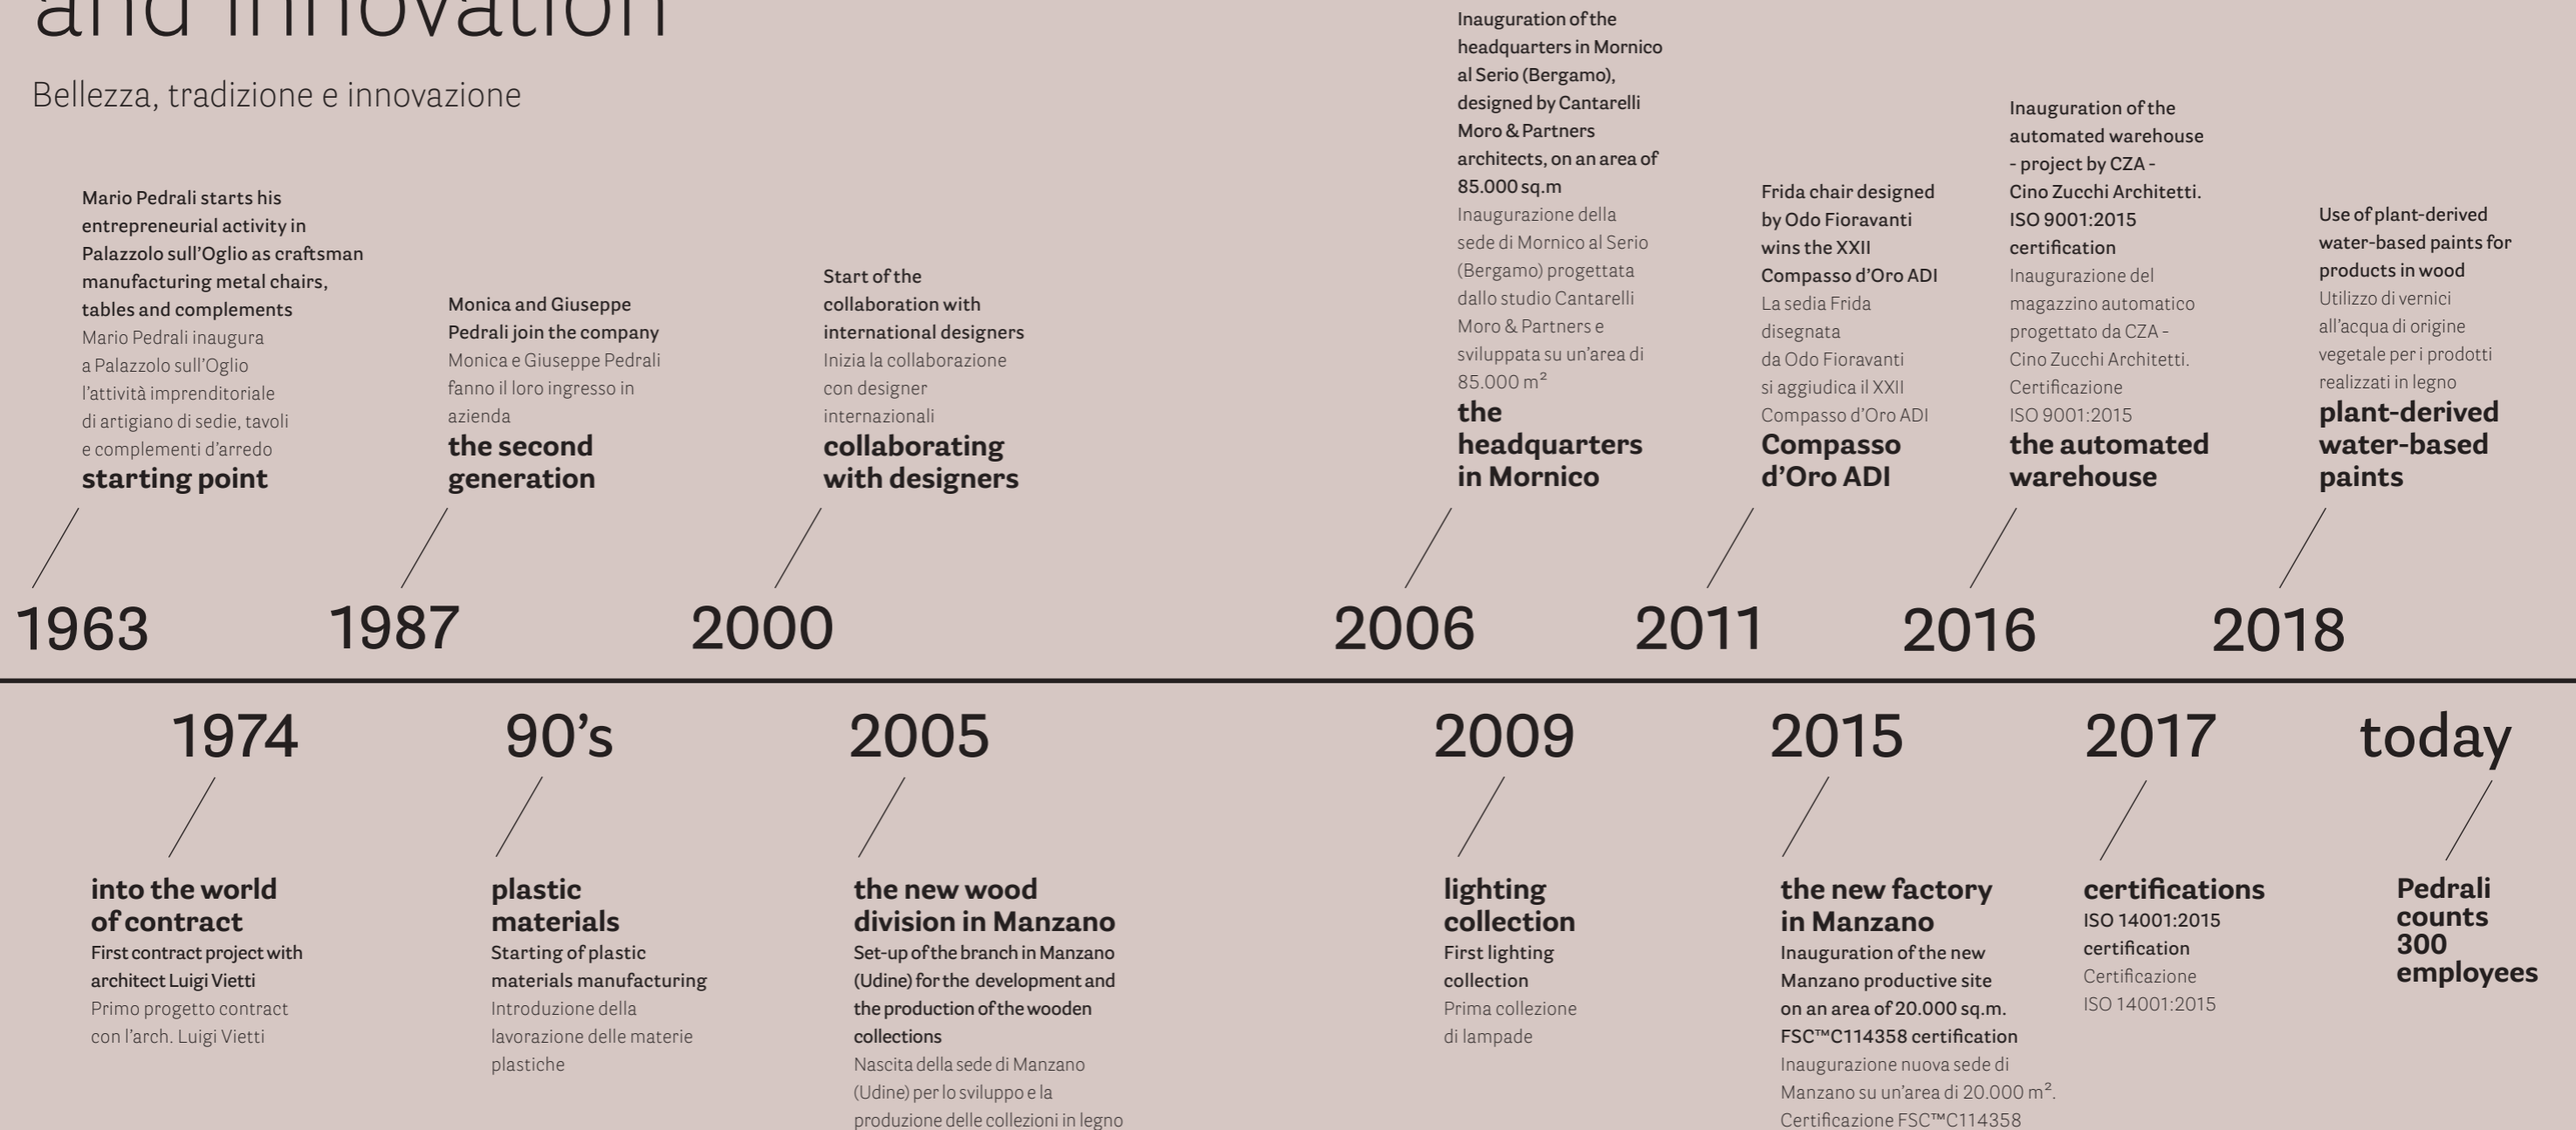 and innovation
Bellezza, tradizione e innovazione
Mario Pedrali starts his
entrepreneurial activity in
Palazzolo sull’Oglio as craftsman
manufacturing metal chairs,
tables and complements
Mario Pedrali inaugura
a Palazzolo sull’Oglio
l’attività imprenditoriale
di artigiano di sedie, tavoli
e complementi d’arredo
starting point
1963
Monica and Giuseppe
Pedrali join the company
Monica e Giuseppe Pedrali
fanno il loro ingresso in
azienda
the second
generation
1987
Start of the
collaboration with
international designers
Inizia la collaborazione
con designer
internazionali
collaborating
with designers
2000
Inauguration of the
headquarters in Mornico
al Serio (Bergamo),
designed by Cantarelli
Moro & Partners
architects, on an area of
85.000 sq.m
Inaugurazione della
sede di Mornico al Serio
(Bergamo) progettata
dallo studio Cantarelli
Moro & Partners e
sviluppata su un’area di
85.000 m²
the
headquarters
in Mornico
2006
Frida chair designed
by Odo Fioravanti
wins the XXII
Compasso d’Oro ADI
La sedia Frida
disegnata
da Odo Fioravanti
si aggiudica il XXII
Compasso d’Oro ADI
Compasso
d’Oro ADI
2011
Inauguration of the
automated warehouse
- project by CZA -
Cino Zucchi Architetti.
ISO 9001:2015
certification
Inaugurazione del
magazzino automatico
progettato da CZA -
Cino Zucchi Architetti.
Certificazione
ISO 9001:2015
the automated
warehouse
2016
Use of plant-derived
water-based paints for
products in wood
Utilizzo di vernici
all’acqua di origine
vegetale per i prodotti
realizzati in legno
plant-derived
water-based
paints
2018
1974
into the world
of contract
First contract project with
architect Luigi Vietti
Primo progetto contract
con l’arch. Luigi Vietti
90’s
plastic
materials
Starting of plastic
materials manufacturing
Introduzione della
lavorazione delle materie
plastiche
2005
the new wood
division in Manzano
Set-up of the branch in Manzano
(Udine) for the development and
the production of the wooden
collections
Nascita della sede di Manzano
(Udine) per lo sviluppo e la
produzione delle collezioni in legno
2009
lighting
collection
First lighting
collection
Prima collezione
di lampade
2015
the new factory
in Manzano
Inauguration of the new
Manzano productive site
on an area of 20.000 sq.m.
FSC™C114358 certification
Inaugurazione nuova sede di
Manzano su un’area di 20.000 m².
Certificazione FSC™C114358
2017
certifications
ISO 14001:2015
certification
Certificazione
ISO 14001:2015
today
Pedrali
counts
300
employees